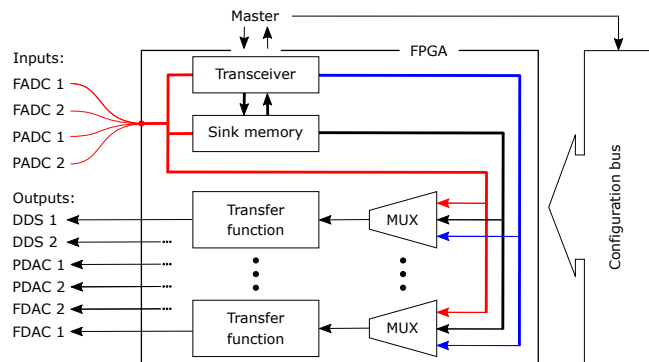 Master
FPGA
Inputs:
FADC 1
FADC 2
PADC 1
PADC 2
Transceiver
Sink memory
Configuration bus
Outputs:
DDS 1
DDS 2
PDAC 1
PDAC 2
FDAC 2
FDAC 1
Transfer
function
MUX
Transfer
function
MUX